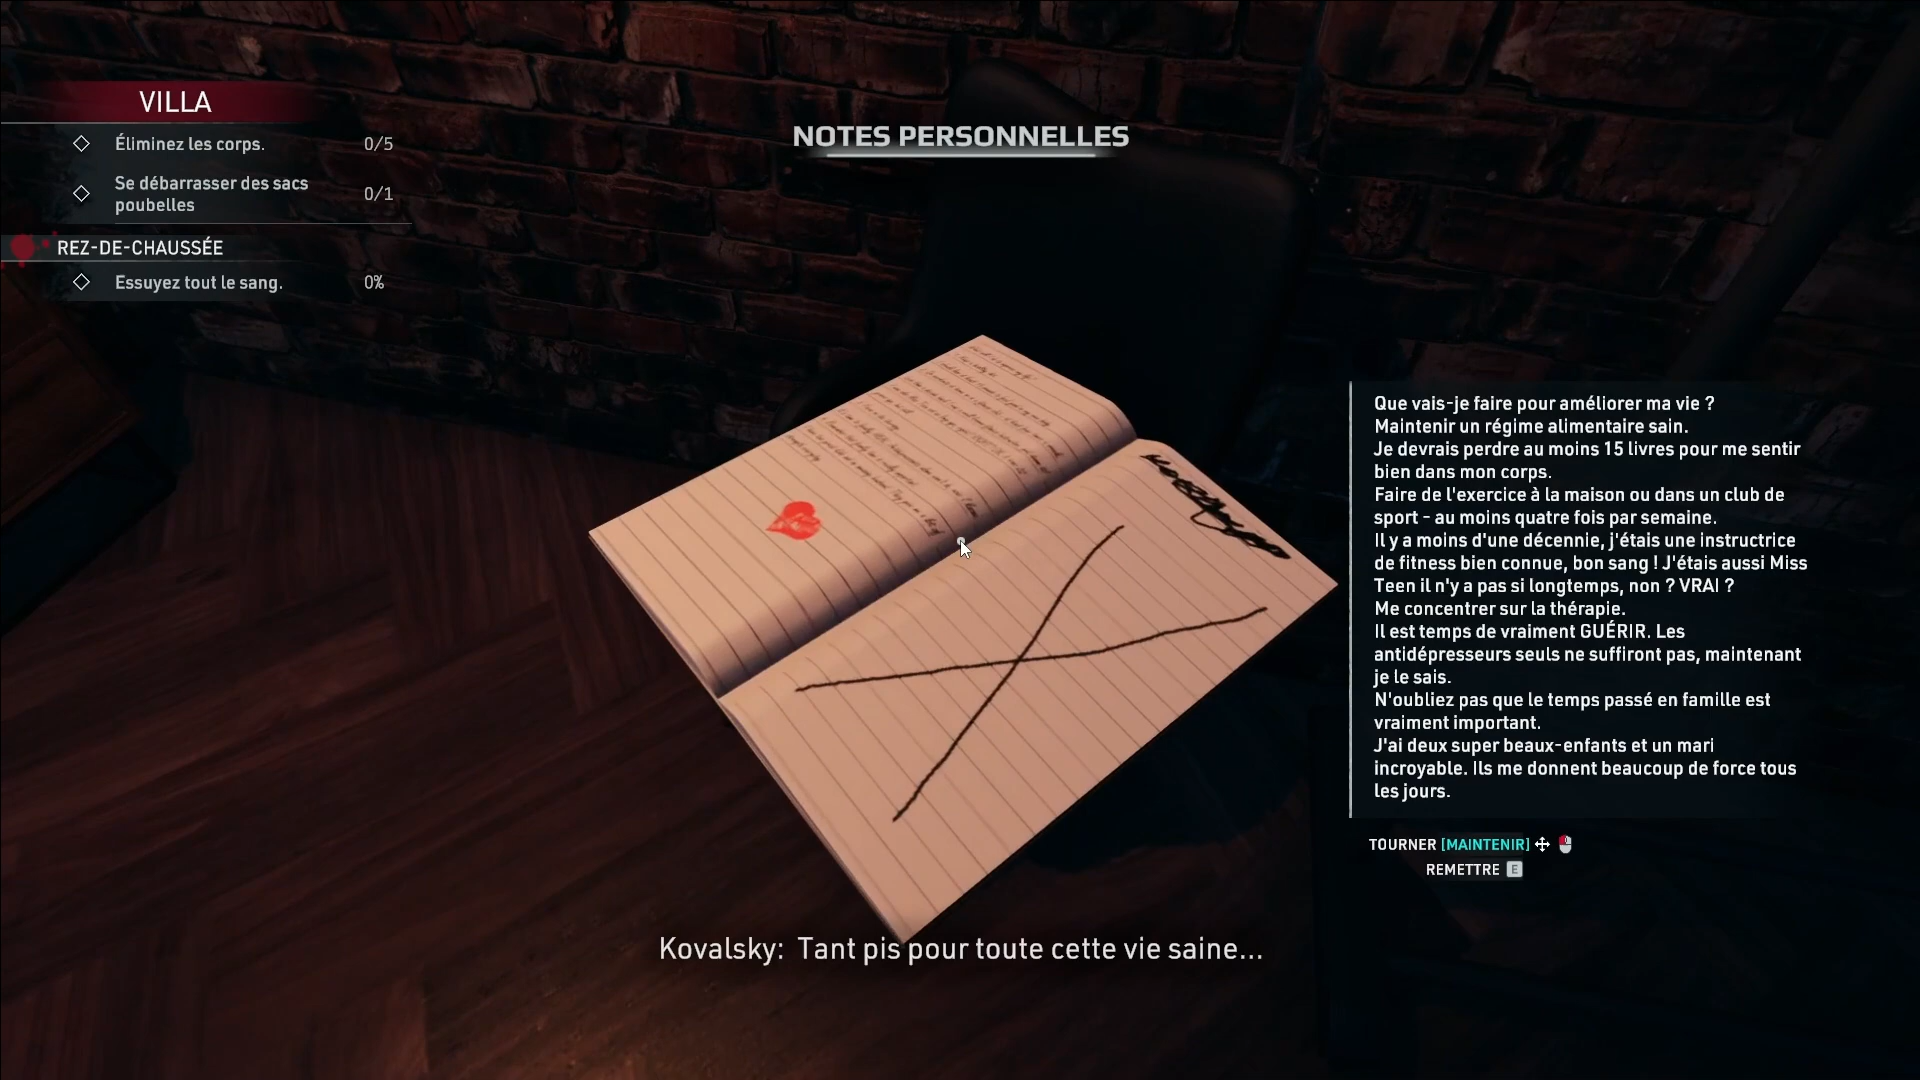 VILLA
Éliminez les corps. 0/5
Se débarrasser des sacs
poubelles 0/1
REZ-DE-CHAUSSÉE
Essuyez tout le sang. 0%
NOTES PERSONNELLES
Que vais-je faire pour améliorer ma vie ?
Maintenir un régime alimentaire sain.
Je devrais perdre au moins 15 livres pour me sentir
bien dans mon corps.
Faire de l'exercice à la maison ou dans un club de
sport - au moins quatre fois par semaine.
Il y a moins d'une décennie, j'étais une instructrice
de fitness bien connue, bon sang ! J'étais aussi Miss
Teen il n'y a pas si longtemps, non ? VRAI ?
Me concentrer sur la thérapie.
Il est temps de vraiment GUÉRIR. Les
antidépresseurs seuls ne suffiront pas, maintenant
je le sais.
N'oubliez pas que le temps passé en famille est
vraiment important.
J'ai deux super beaux-enfants et un mari
incroyable. Ils me donnent beaucoup de force tous
les jours.
TOURNER [MAINTENIR]
REMETTRE E
Kovalsky: Tant pis pour toute cette vie saine...